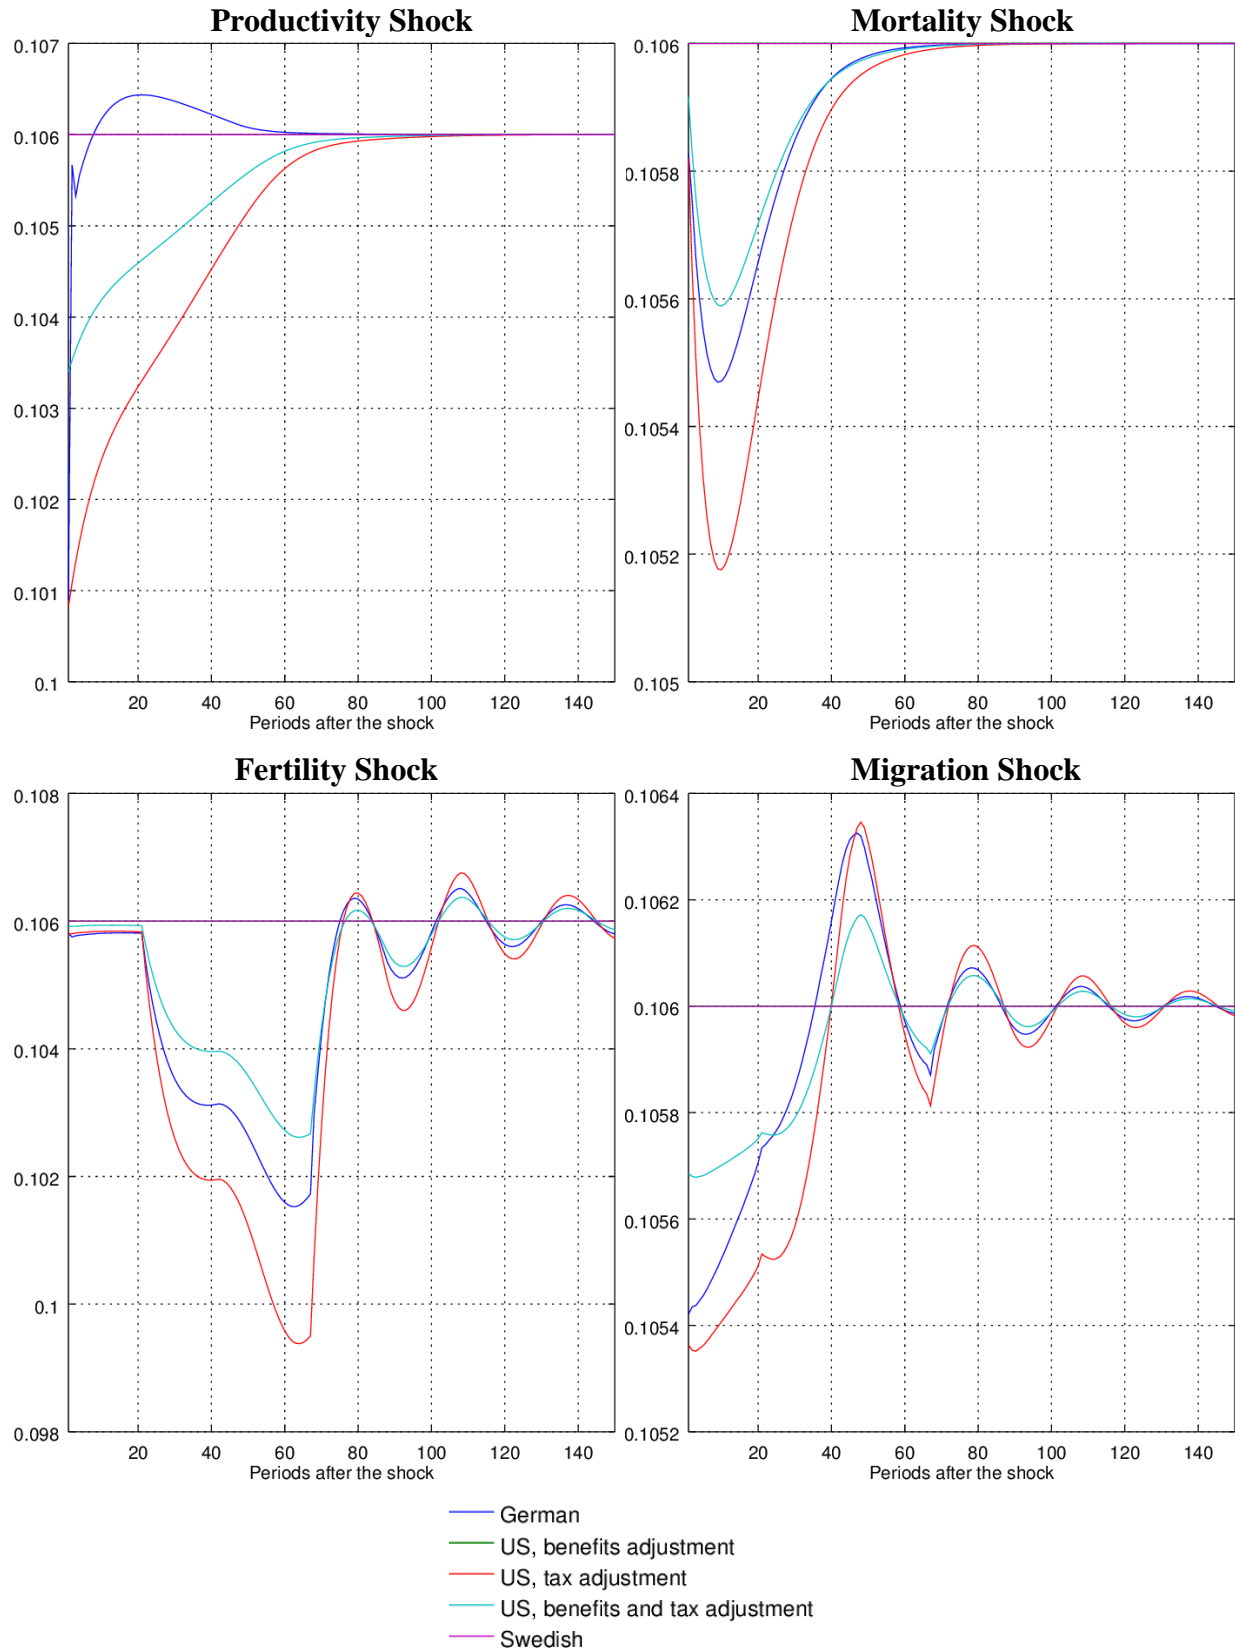 Productivity Shock
0.107
0.106
0.105
0.104
0.103
0.102
0.101
0.1
20 40 60 80 100 120 140
Periods after the shock
Mortality Shock
0.106
0.1058
0.1056
0.1054
0.1052
0.105
20 40 60 80 100 120 140
Periods after the shock
Fertility Shock
0.108
0.106
0.104
0.102
0.1
0.098
20 40 60 80 100 120 140
Periods after the shock
Migration Shock
0.1064
0.1062
0.106
0.1058
0.1056
0.1054
0.1052
20 40 60 80 100 120 140
Periods after the shock
German
US, benefits adjustment
US, tax adjustment
US, benefits and tax adjustment
Swedish